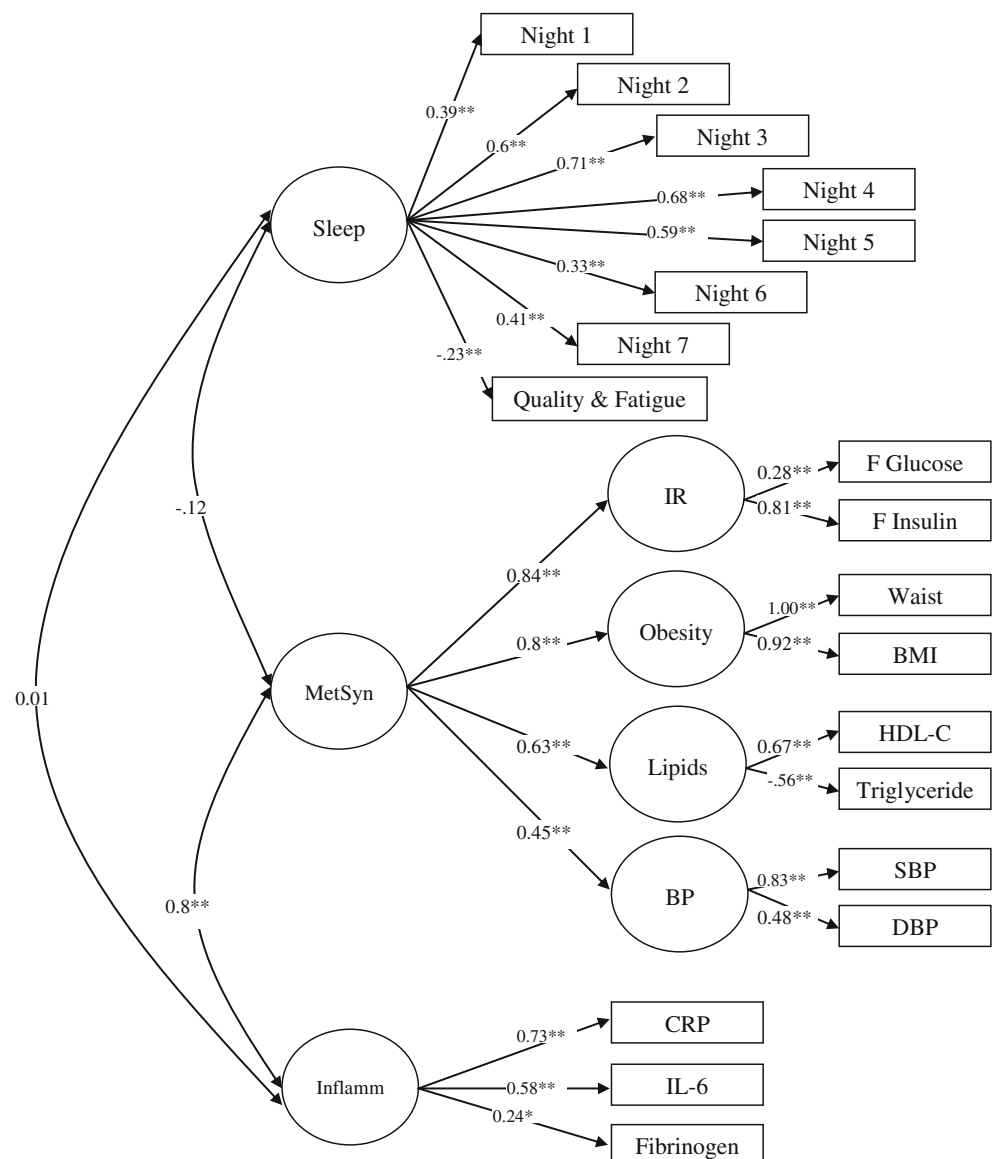 Night 1
Night 2
0.39**
Night 3
0.6**
0.71**
Night 4
0.68**
Sleep
0.59**
Night 5
0.33**
Night 6
0.41**
Night 7
-.23**
Quality & Fatigue
IR
0.28**
F Glucose
0.81**
F Insulin
-.12
0.84**
Obesity
1.00**
Waist
0.8**
0.92**
BMI
MetSyn
0.01
0.63**
Lipids
0.67**
HDL-C
-.56**
Triglyceride
0.45**
BP
0.83**
SBP
0.48**
DBP
0.8**
Inflamm
0.73**
CRP
0.58**
IL-6
0.24*
Fibrinogen